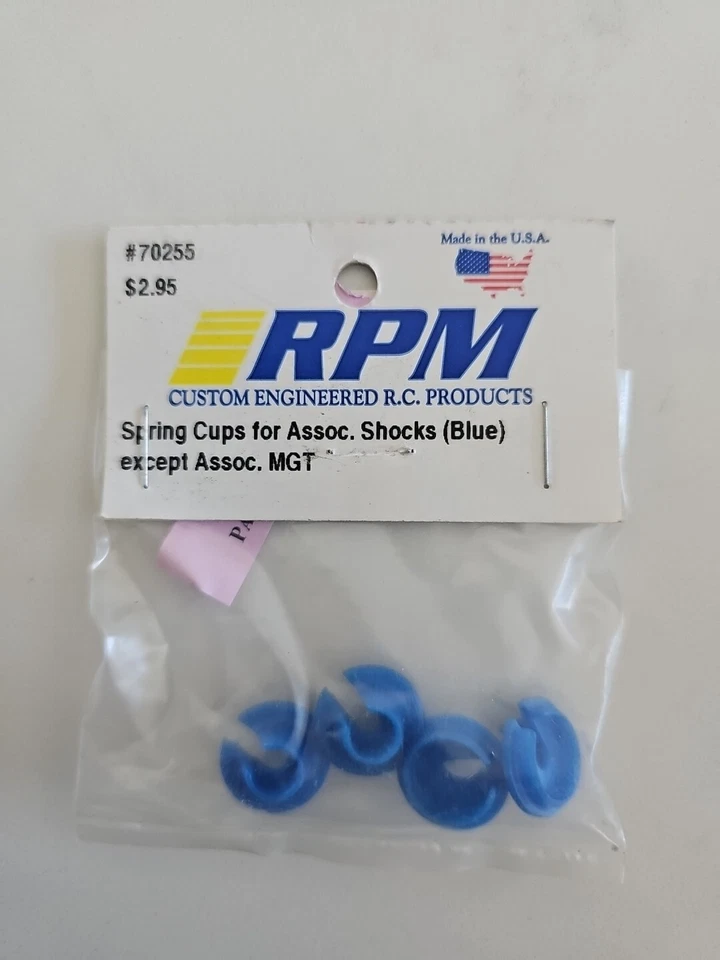 #70255
$2.95
Made in the U.S.A.
RPM
CUSTOM ENGINEERED R.C. PRODUCTS
Spring Cups for Assoc. Shocks (Blue)
except Assoc. MGT
PA